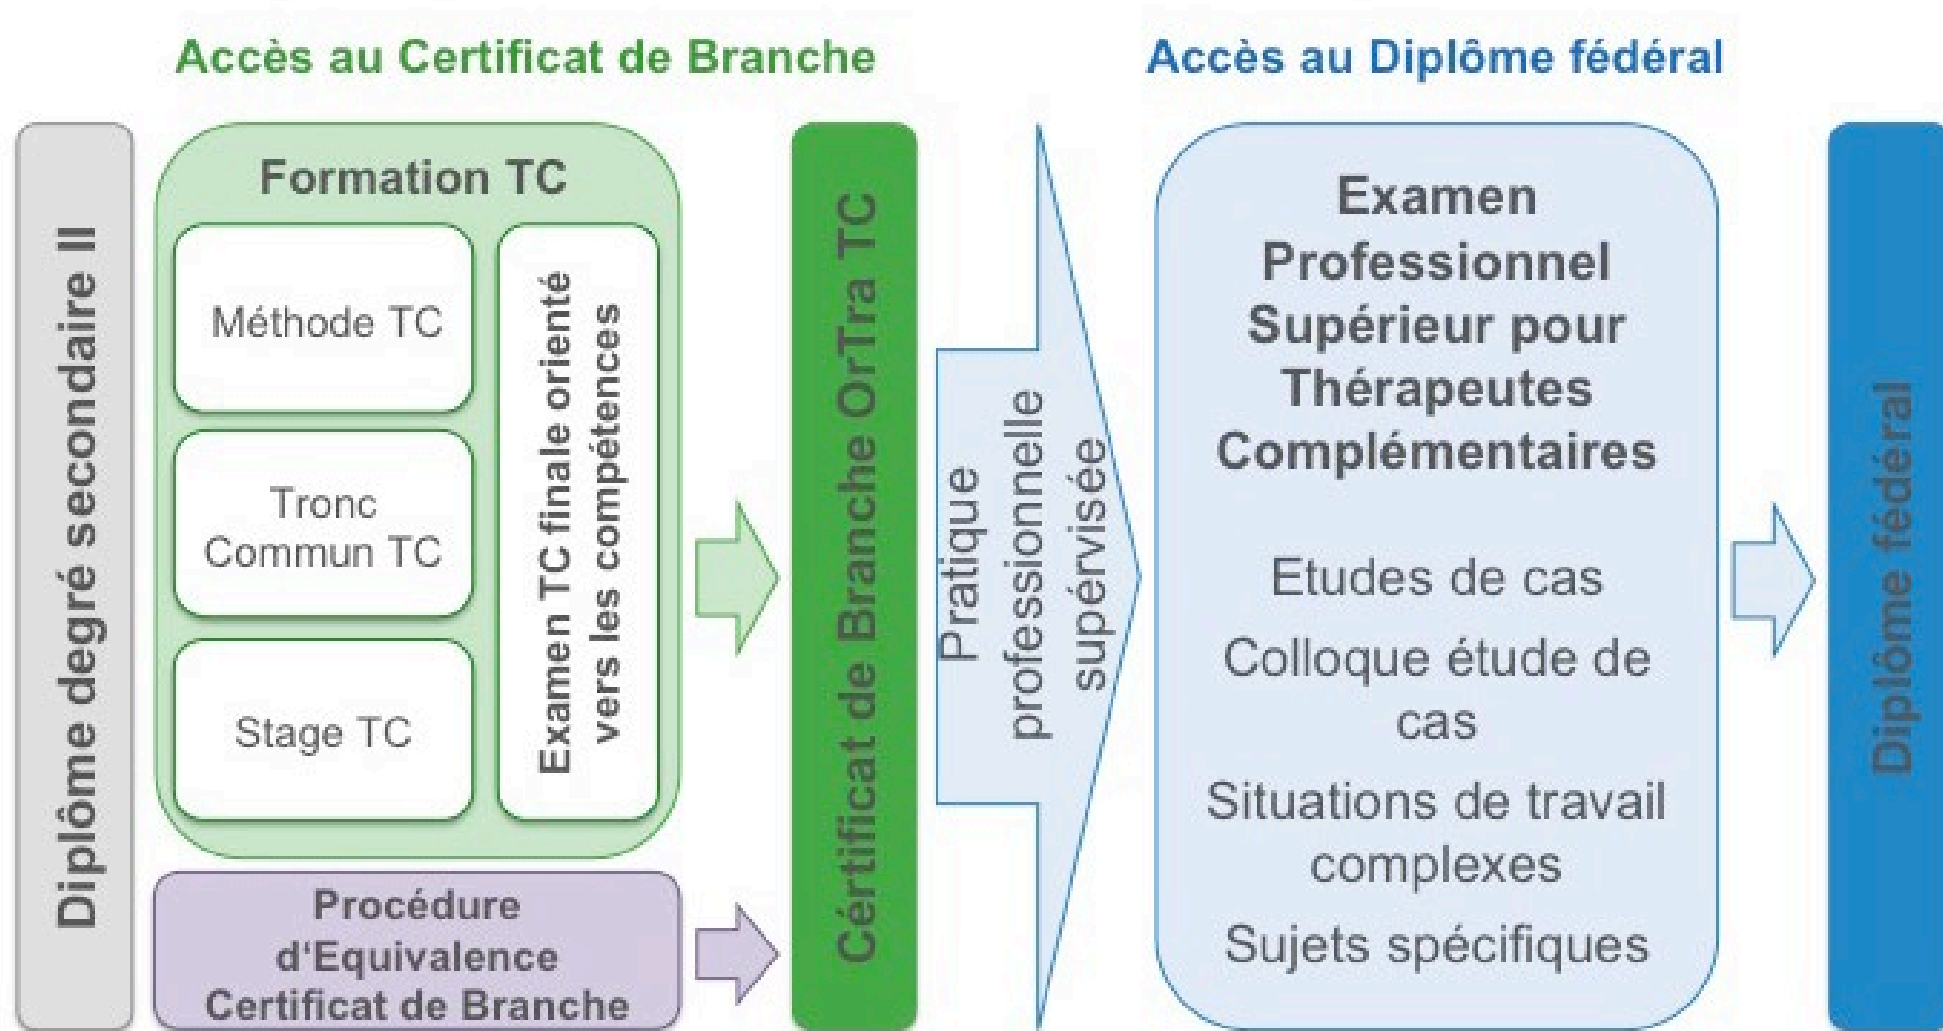 Accès au Certificat de Branche
Accès au Diplôme fédéral
Diplôme degré secondaire II
Formation TC
Méthode TC
Tronc
Commun TC
Stage TC
Examen TC finale orienté
vers les compétences
Procédure
d'Equivalence
Certificat de Branche
Cértificat de Branche OrTra TC
Pratique
professionnelle
supérvisée
Examen
Professionnel
Supérieur pour
Thérapeutes
Complémentaires
Etudes de cas
Colloque étude de
cas
Situations de travail
complexes
Sujets spécifiques
Diplôme fédéral